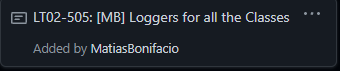 LT02-505: [MB] Loggers for all the Classes
Added by MatiasBonifacio